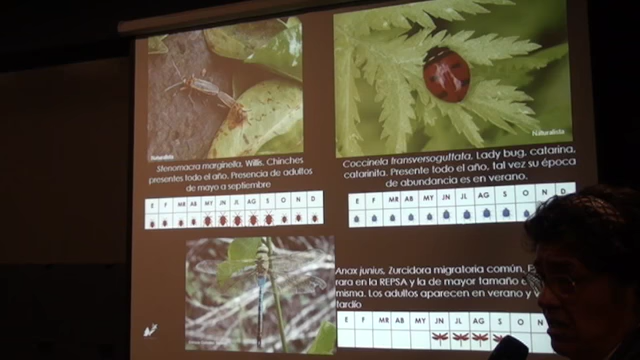 Naturalista
Stenomacra marginella. Willis. Chinches
presentes todo el año. Presencia de adultos
de mayo a septiembre
E F MR AB MY JN JL AG S O N D
Naturalista
Coccinela transversoguttata. Lady bug, catarina,
catarinita. Presente todo el año, tal vez su época
de abundancia es en verano.
E F MR AB MY JN JL AG S O N D
Anax junius. Zurcidora migratoria común.
rara en la REPSA y la de mayor tamaño
misma. Los adultos aparecen en verano y
tardío
E F MR AB MY JN JL AG S O N